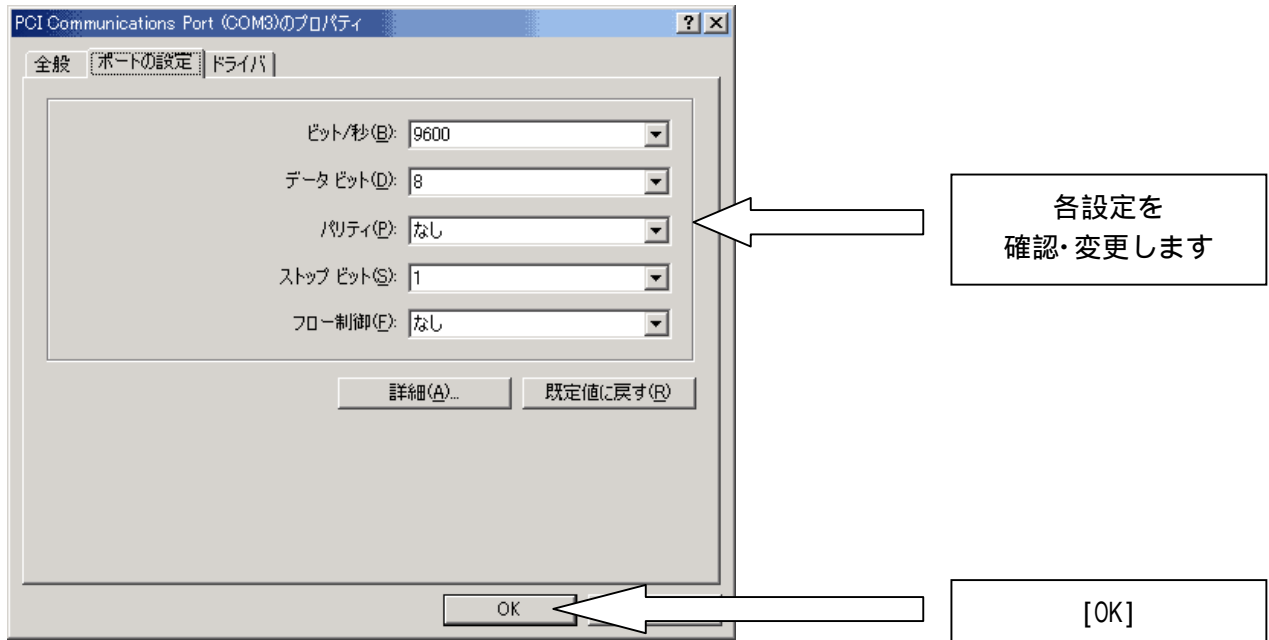 PCI Communications Port (COM3)のプロパティ
全般 ポートの設定 ドライバ
ビット/秒(B): 9600
データ ビット(D): 8
パリティ(P): なし
ストップ ビット(S): 1
フロー制御(F): なし
詳細(A)... 既定値に戻す(R)
各設定を
確認・変更します
OK
[OK]